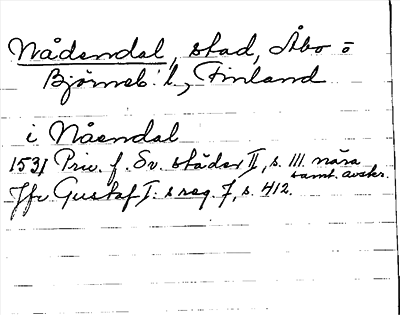 Nådendal, stad, Åbo o
Björneb. l., Finland
i Nåendal
1531 Priv. f. Sv. städer II, s. 111. nära
samt. avskr.
Jfr Gustaf I:s reg. 7, s. 412.